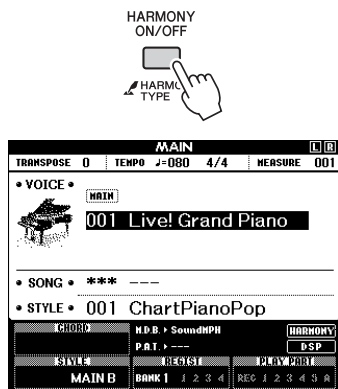 HARMONY
ON/OFF
HARMO
TYPE
MAIN L R
TRANSPOSE 0 TEMPO ♩=080 4/4 MEASURE 001
• VOICE •
MAIN
001 Live! Grand Piano
• SONG • *** ---
• STYLE • 001 ChartPianoPop
CHORD M.D.B. ▸ SoundMPH HARMONY
P.A.T. ▸ --- DSP
STYLE REGIST PLAY PART
MAIN B BANK 1 1 2 3 4 REC 1 2 3 4 5 A